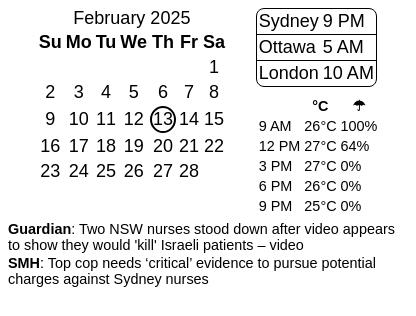 February 2025
Su Mo Tu We Th Fr Sa
1
2 3 4 5 6 7 8
9 10 11 12 13 14 15
16 17 18 19 20 21 22
23 24 25 26 27 28
Sydney 9 PM
Ottawa 5 AM
London 10 AM
°C ☂
9 AM 26°C 100%
12 PM 27°C 64%
3 PM 27°C 0%
6 PM 26°C 0%
9 PM 25°C 0%
Guardian: Two NSW nurses stood down after video appears
to show they would 'kill' Israeli patients – video
SMH: Top cop needs ‘critical’ evidence to pursue potential
charges against Sydney nurses